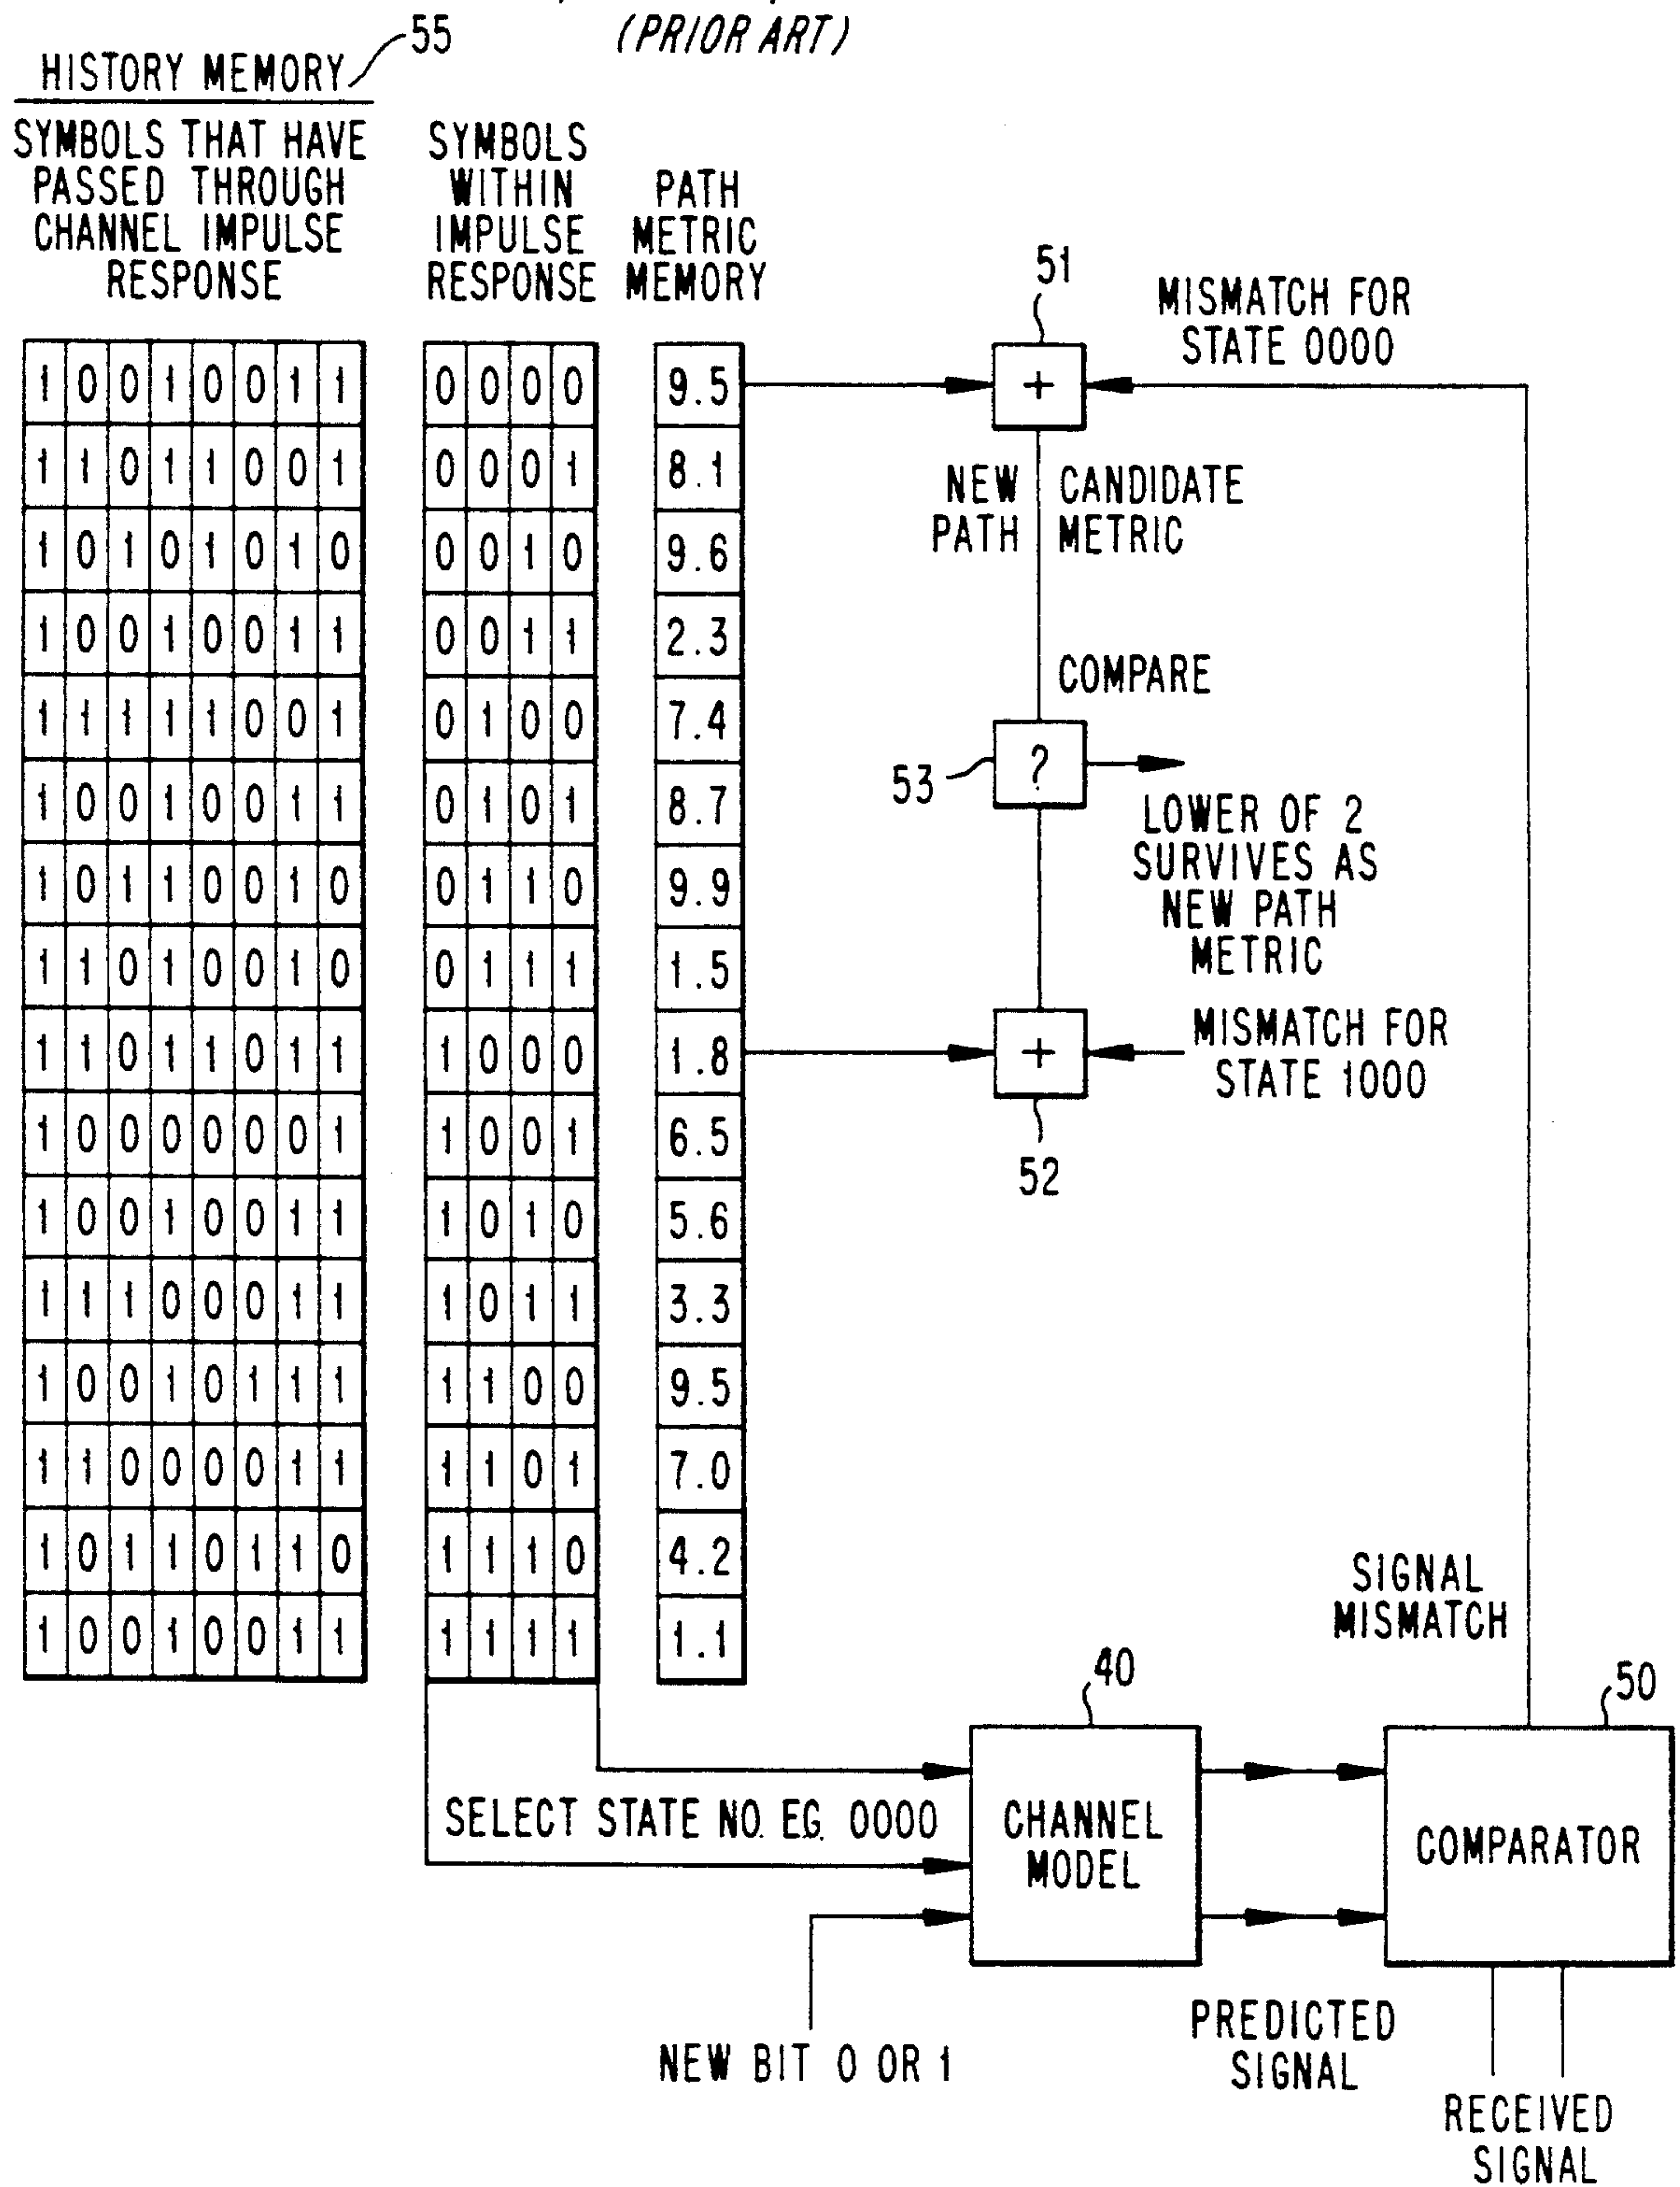 (PRIOR ART)
55
HISTORY MEMORY
SYMBOLS THAT HAVE
PASSED THROUGH
CHANNEL IMPULSE
RESPONSE
SYMBOLS
WITHIN
IMPULSE
RESPONSE
PATH
METRIC
MEMORY
1 0 0 1 0 0 1 1 0 0 0 0 9.5
1 1 0 1 1 0 0 1 0 0 0 1 8.1
1 0 1 0 1 0 1 0 0 0 1 0 9.6
1 0 0 1 0 0 1 1 0 0 1 1 2.3
1 1 1 1 1 0 0 1 0 1 0 0 7.4
1 0 0 1 0 0 1 1 0 1 0 1 8.7
1 0 1 1 0 0 1 0 0 1 1 0 9.9
1 1 0 1 0 0 1 0 0 1 1 1 1.5
1 1 0 1 1 0 1 1 1 0 0 0 1.8
1 0 0 0 0 0 0 1 1 0 0 1 6.5
1 0 0 1 0 0 1 1 1 0 1 0 5.6
1 1 1 0 0 0 1 1 1 0 1 1 3.3
1 0 0 1 0 1 1 1 1 1 0 0 9.5
1 1 0 0 0 0 1 1 1 1 0 1 7.0
1 0 1 1 0 1 1 0 1 1 1 0 4.2
1 0 0 1 0 0 1 1 1 1 1 1 1.1
51
+
MISMATCH FOR
STATE 0000
NEW CANDIDATE
PATH METRIC
COMPARE
53
?
LOWER OF 2
SURVIVES AS
NEW PATH
METRIC
+
MISMATCH FOR
STATE 1000
52
SIGNAL
MISMATCH
40
50
SELECT STATE NO. EG. 0000
CHANNEL
MODEL
COMPARATOR
NEW BIT 0 OR 1
PREDICTED
SIGNAL
RECEIVED
SIGNAL